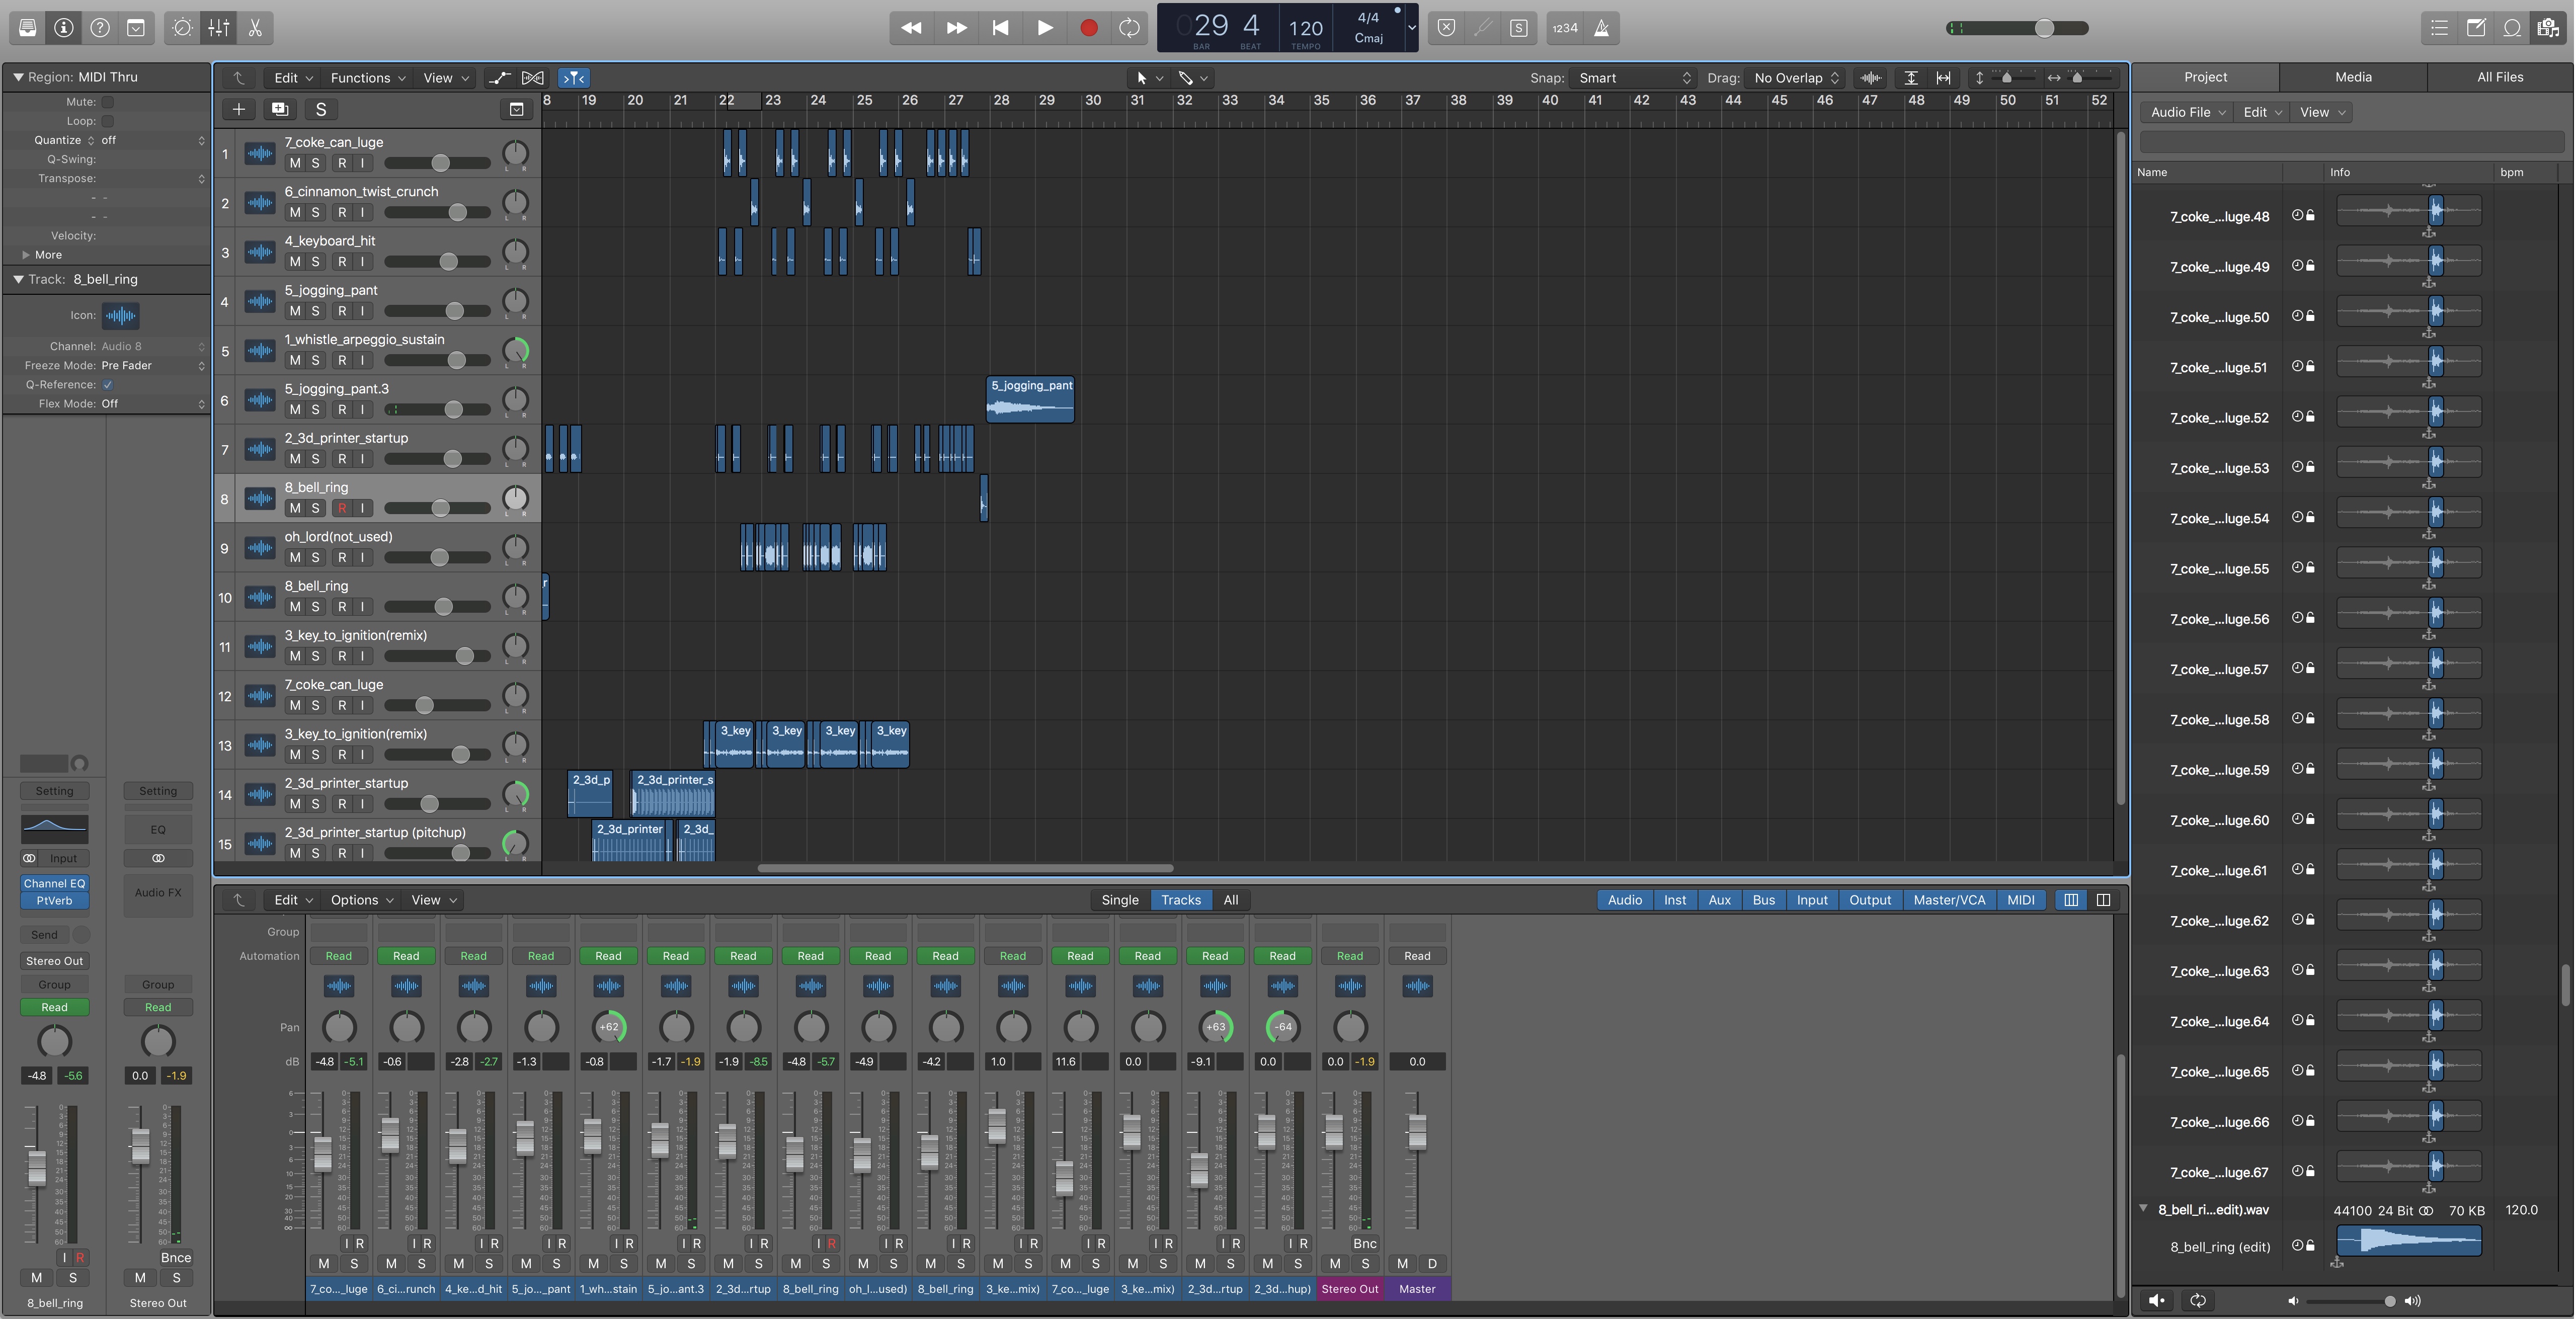 029 4 120 4/4
Cmaj
BAR BEAT TEMPO
S 1234
Region: MIDI Thru
Mute:
Loop:
Quantize off
Q-Swing:
Transpose:
- -
- -
Velocity:
More
Track: 8_bell_ring
Icon:
Channel: Audio 8
Freeze Mode: Pre Fader
Q-Reference:
Flex Mode: Off
Setting Setting
EQ
Input
Channel EQ
PtVerb
Audio FX
Send
Stereo Out
Group Group
Read Read
-4.8 -5.6 0.0 -1.9
I R Bnce
M S M S
8_bell_ring Stereo Out
Edit Functions View Snap: Smart Drag: No Overlap
S
8 19 20 21 22 23 24 25 26 27 28 29 30 31 32 33 34 35 36 37 38 39 40 41 42 43 44 45 46 47 48 49 50 51 52
1 7_coke_can_luge
M S R I
2 6_cinnamon_twist_crunch
M S R I
3 4_keyboard_hit
M S R I
4 5_jogging_pant
M S R I
5 1_whistle_arpeggio_sustain
M S R I
6 5_jogging_pant.3
M S R I
5_jogging_pant
7 2_3d_printer_startup
M S R I
8 8_bell_ring
M S R I
9 oh_lord(not_used)
M S R I
10 8_bell_ring
M S R I
11 3_key_to_ignition(remix)
M S R I
12 7_coke_can_luge
M S R I
13 3_key_to_ignition(remix)
M S R I
3_key 3_key 3_key 3_key
14 2_3d_printer_startup
M S R I
2_3d_p 2_3d_printer_s
15 2_3d_printer_startup (pitchup)
M S R I
2_3d_printer 2_3d_
Edit Options View Single Tracks All Audio Inst Aux Bus Input Output Master/VCA MIDI
Group
Automation Read Read Read Read Read Read Read Read Read Read Read Read Read Read Read Read Read
Pan +62 +63 -64
dB -4.8 -5.1 -0.6 -2.8 -2.7 -1.3 -0.8 -1.7 -1.9 -1.9 -8.5 -4.8 -5.7 -4.9 -4.2 1.0 11.6 0.0 -9.1 0.0 0.0 -1.9 0.0
I R I R I R I R I R I R I R I R I R I R I R I R I R I R I R Bnc
M S M S M S M S M S M S M S M S M S M S M S M S M S M S M S M S M D
7_co..._luge 6_ci...runch 4_ke...d_hit 5_jo..._pant 1_wh...stain 5_jo...ant.3 2_3d...rtup 8_bell_ring oh_l...used) 8_bell_ring 3_ke...mix) 7_co..._luge 3_ke...mix) 2_3d...rtup 2_3d...hup) Stereo Out Master
Project Media All Files
Audio File Edit View
Name Info bpm
7_coke_...luge.48
7_coke_...luge.49
7_coke_...luge.50
7_coke_...luge.51
7_coke_...luge.52
7_coke_...luge.53
7_coke_...luge.54
7_coke_...luge.55
7_coke_...luge.56
7_coke_...luge.57
7_coke_...luge.58
7_coke_...luge.59
7_coke_...luge.60
7_coke_...luge.61
7_coke_...luge.62
7_coke_...luge.63
7_coke_...luge.64
7_coke_...luge.65
7_coke_...luge.66
7_coke_...luge.67
8_bell_ri...edit).wav 44100 24 Bit 70 KB 120.0
8_bell_ring (edit)